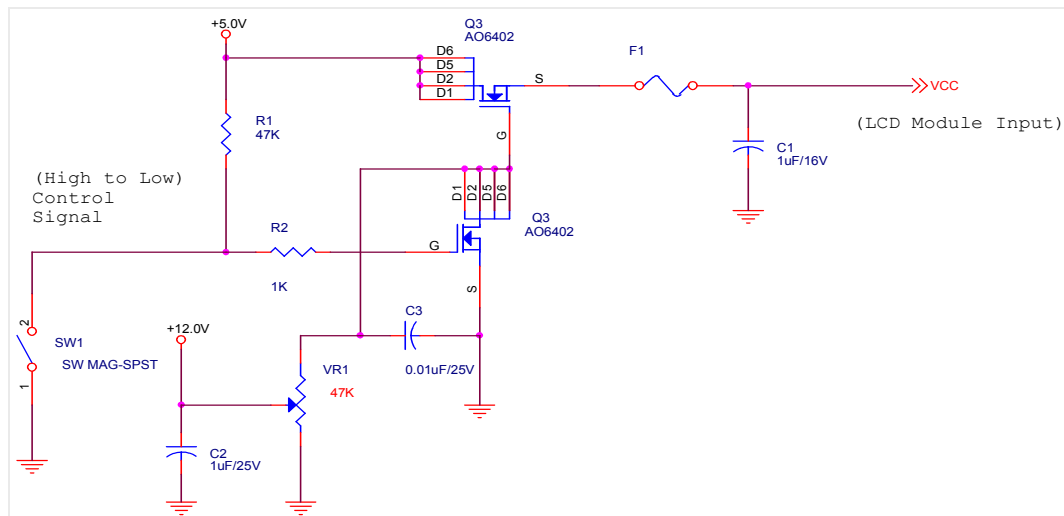 +5.0V
Q3
AO6402
D6
D5
D2
D1
S
G
F1
VCC
(LCD Module Input)
R1
47K
C1
1uF/16V
(High to Low)
Control
Signal
D1
D2
D5
D6
Q3
AO6402
R2
1K
G
S
2
SW1
SW MAG-SPST
1
+12.0V
C3
0.01uF/25V
VR1
47K
C2
1uF/25V